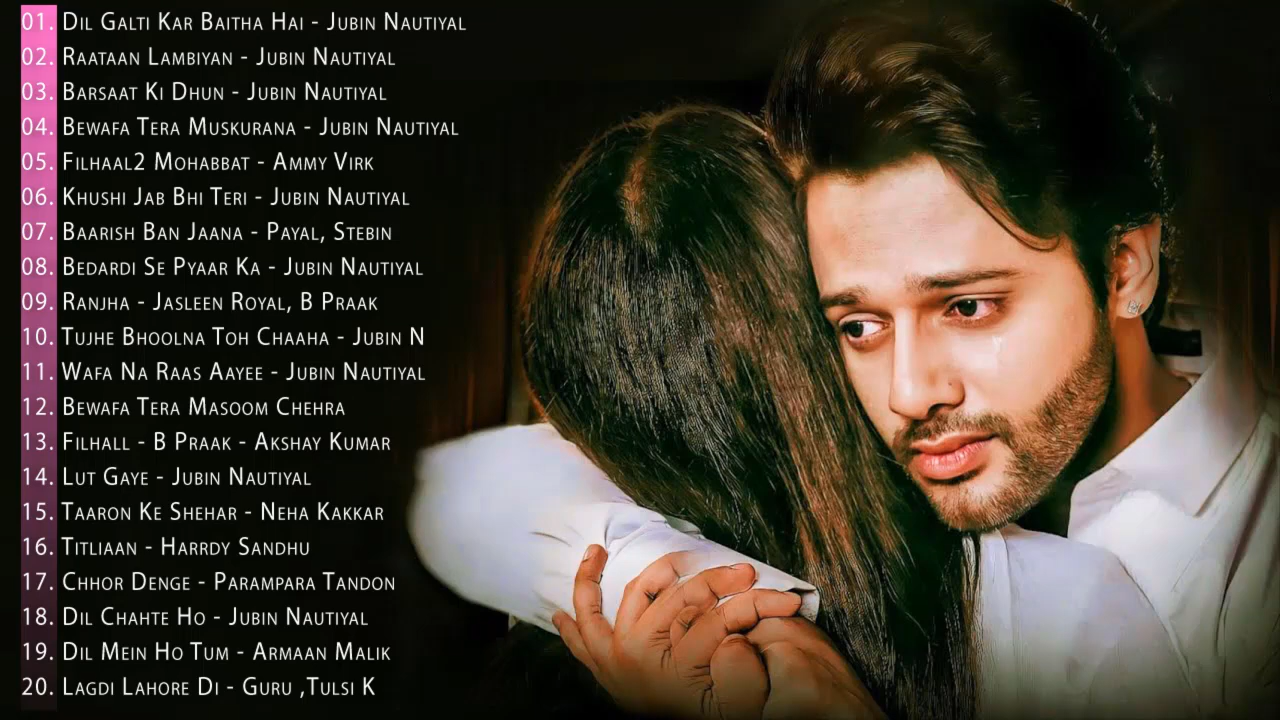 01. Dil Galti Kar Baitha Hai - Jubin Nautiyal
02. Raataan Lambiyan - Jubin Nautiyal
03. Barsaat Ki Dhun - Jubin Nautiyal
04. Bewafa Tera Muskurana - Jubin Nautiyal
05. Filhaal2 Mohabbat - Ammy Virk
06. Khushi Jab Bhi Teri - Jubin Nautiyal
07. Baarish Ban Jaana - Payal, Stebin
08. Bedardi Se Pyaar Ka - Jubin Nautiyal
09. Ranjha - Jasleen Royal, B Praak
10. Tujhe Bhoolna Toh Chaaha - Jubin N
11. Wafa Na Raas Aayee - Jubin Nautiyal
12. Bewafa Tera Masoom Chehra
13. Filhall - B Praak - Akshay Kumar
14. Lut Gaye - Jubin Nautiyal
15. Taaron Ke Shehar - Neha Kakkar
16. Titliaan - Harrdy Sandhu
17. Chhor Denge - Parampara Tandon
18. Dil Chahte Ho - Jubin Nautiyal
19. Dil Mein Ho Tum - Armaan Malik
20. Lagdi Lahore Di - Guru ,Tulsi K